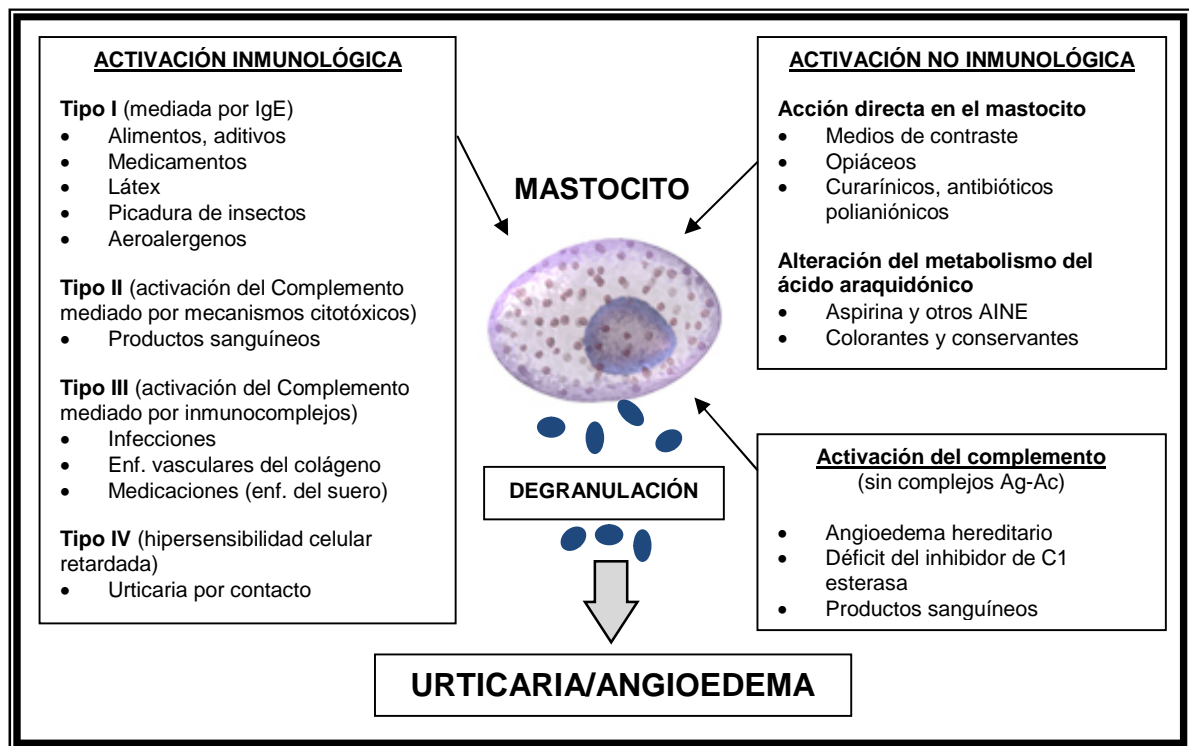 ACTIVACIÓN INMUNOLÓGICA
Tipo I (mediada por IgE)
• Alimentos, aditivos
• Medicamentos
• Látex
• Picadura de insectos
• Aeroalergenos
Tipo II (activación del Complemento
mediado por mecanismos citotóxicos)
• Productos sanguíneos
Tipo III (activación del Complemento
mediado por inmunocomplejos)
• Infecciones
• Enf. vasculares del colágeno
• Medicaciones (enf. del suero)
Tipo IV (hipersensibilidad celular
retardada)
• Urticaria por contacto
MASTOCITO
DEGRANULACIÓN
ACTIVACIÓN NO INMUNOLÓGICA
Acción directa en el mastocito
• Medios de contraste
• Opiáceos
• Curarínicos, antibióticos
polianiónicos
Alteración del metabolismo del
ácido araquidónico
• Aspirina y otros AINE
• Colorantes y conservantes
Activación del complemento
(sin complejos Ag-Ac)
• Angioedema hereditario
• Déficit del inhibidor de C1
esterasa
• Productos sanguíneos
URTICARIA/ANGIOEDEMA